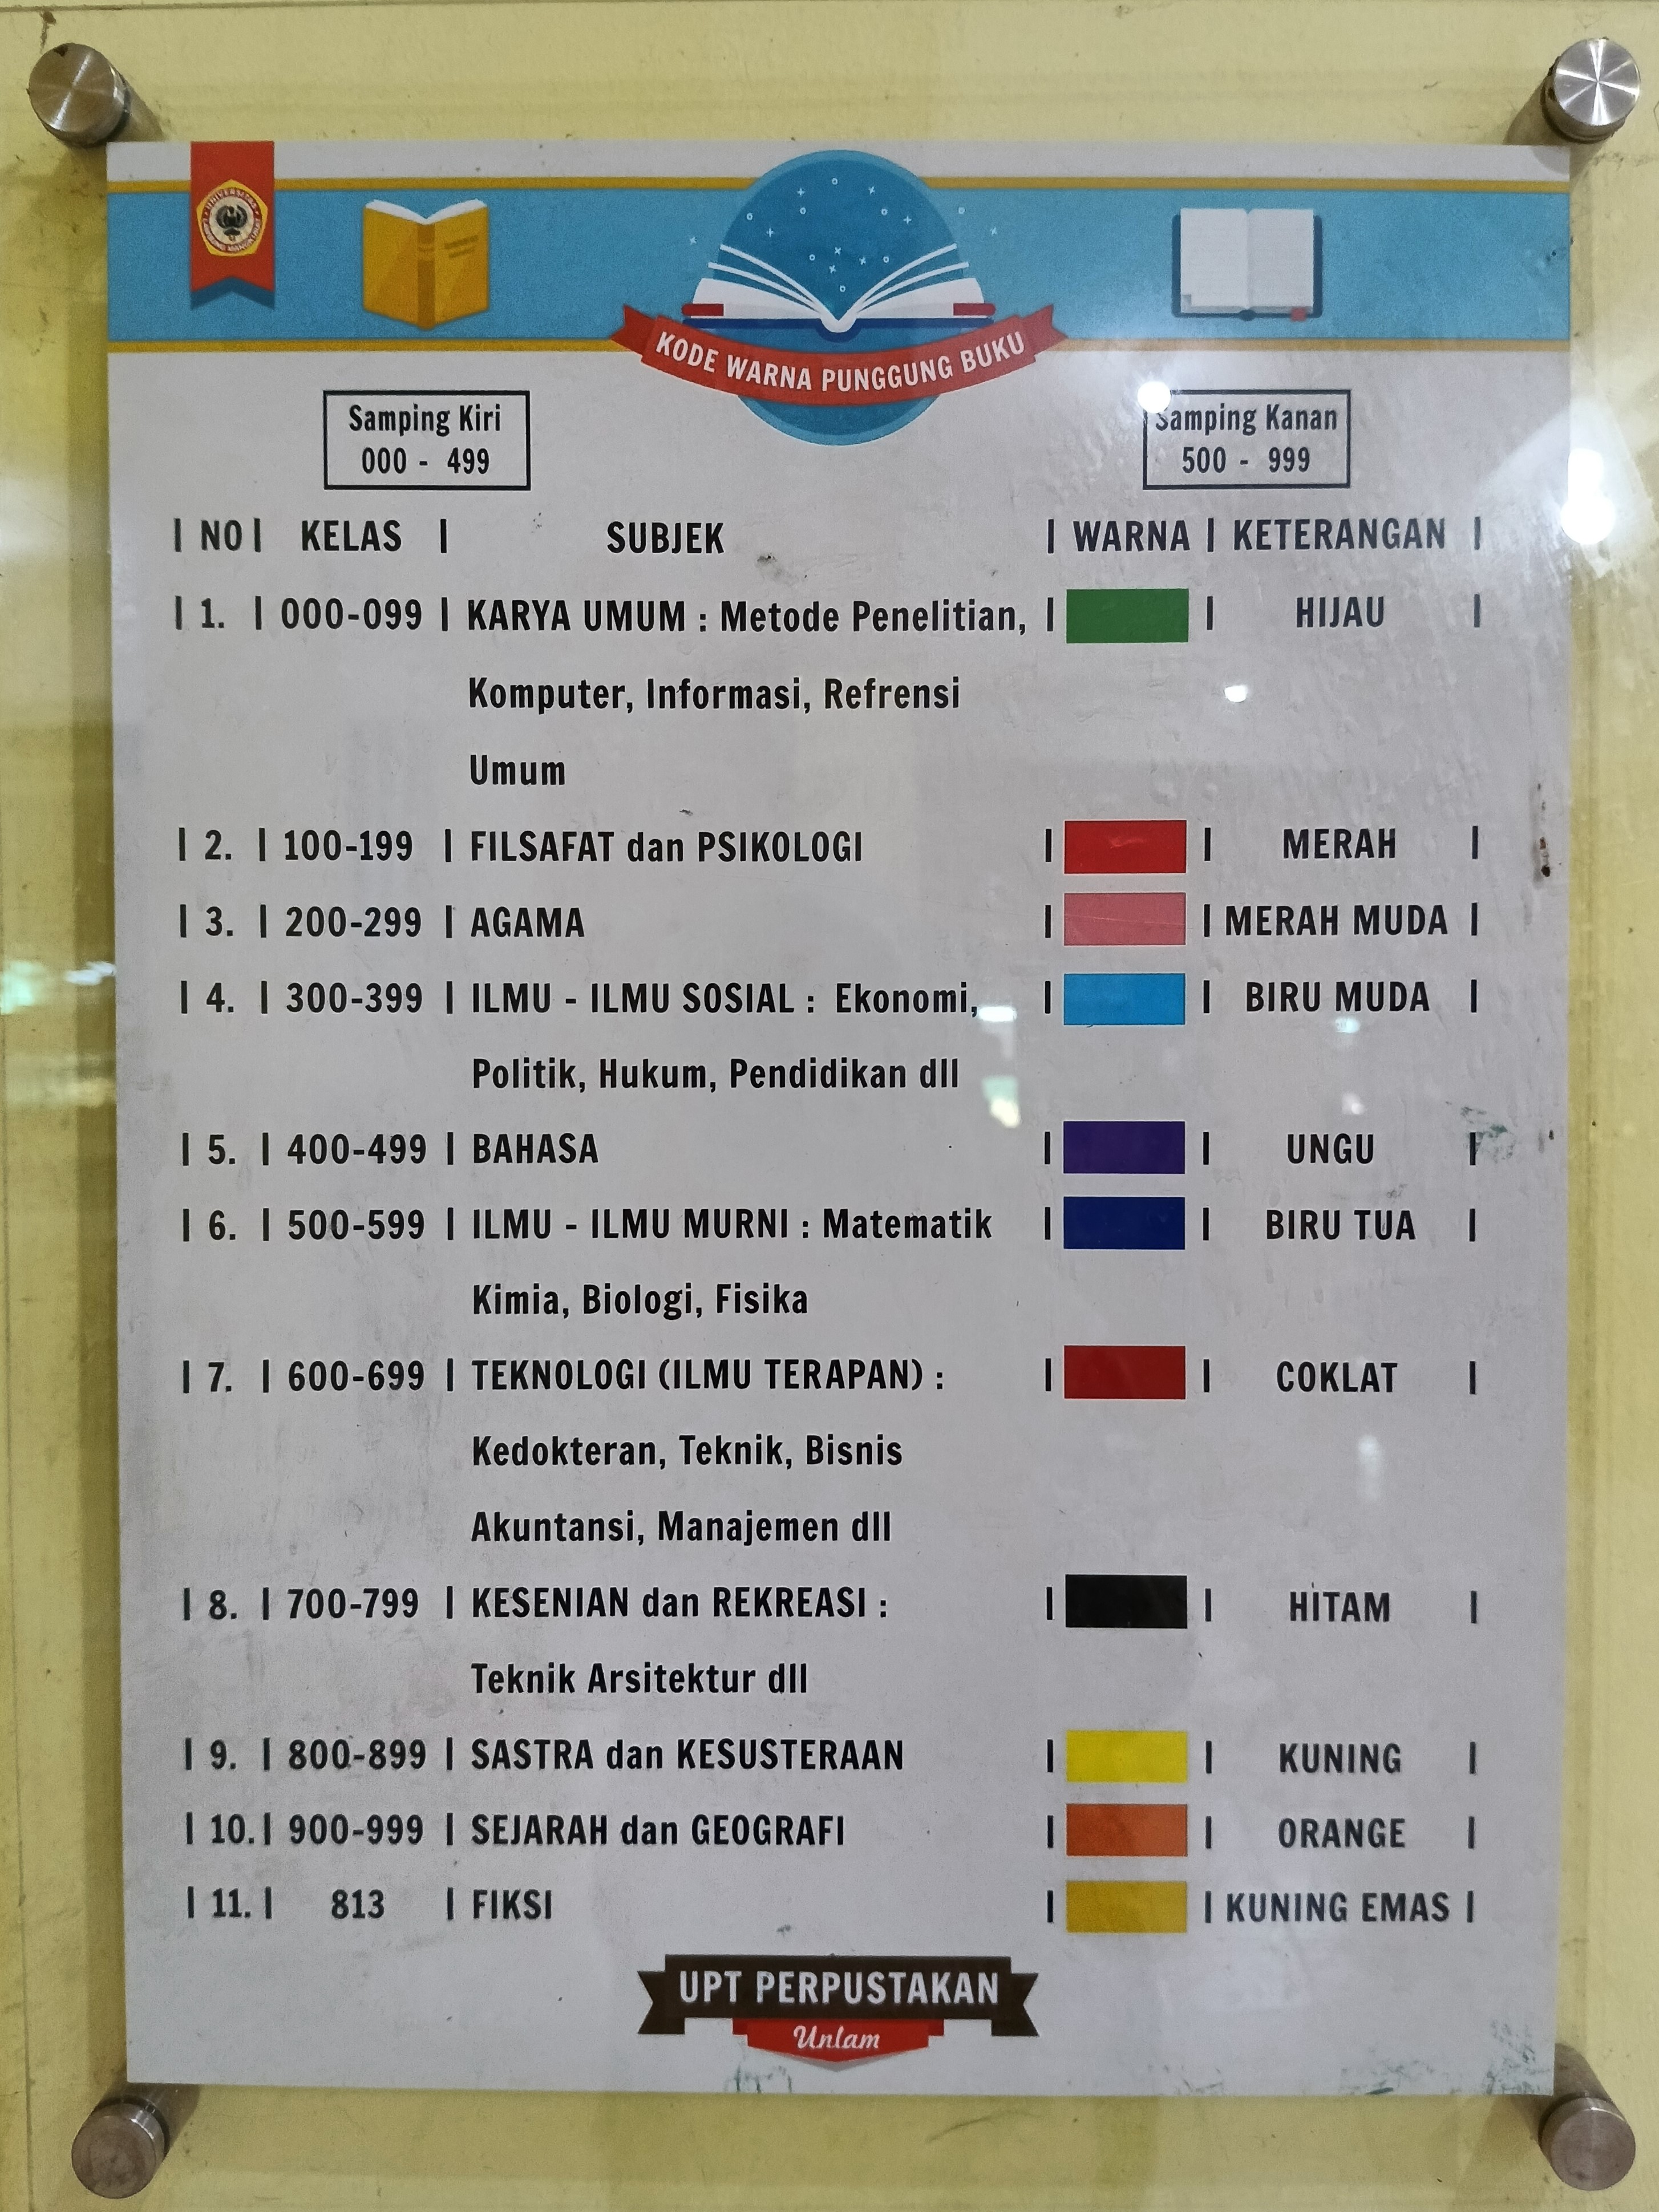 UNIVERSITAS LAMBUNG MANGKURAT
KODE WARNA PUNGGUNG BUKU
Samping Kiri
000 - 499
Samping Kanan
500 - 999
| NO | KELAS | SUBJEK | WARNA | KETERANGAN |
| 1. | 000-099 | KARYA UMUM : Metode Penelitian, | | HIJAU |
Komputer, Informasi, Refrensi
Umum
| 2. | 100-199 | FILSAFAT dan PSIKOLOGI | | MERAH |
| 3. | 200-299 | AGAMA | | MERAH MUDA |
| 4. | 300-399 | ILMU - ILMU SOSIAL : Ekonomi, | | BIRU MUDA |
Politik, Hukum, Pendidikan dll
| 5. | 400-499 | BAHASA | | UNGU |
| 6. | 500-599 | ILMU - ILMU MURNI : Matematik | | BIRU TUA |
Kimia, Biologi, Fisika
| 7. | 600-699 | TEKNOLOGI (ILMU TERAPAN) : | | COKLAT |
Kedokteran, Teknik, Bisnis
Akuntansi, Manajemen dll
| 8. | 700-799 | KESENIAN dan REKREASI : | | HITAM |
Teknik Arsitektur dll
| 9. | 800-899 | SASTRA dan KESUSTERAAN | | KUNING |
| 10. | 900-999 | SEJARAH dan GEOGRAFI | | ORANGE |
| 11. | 813 | FIKSI | | KUNING EMAS |
UPT PERPUSTAKAN
Unlam